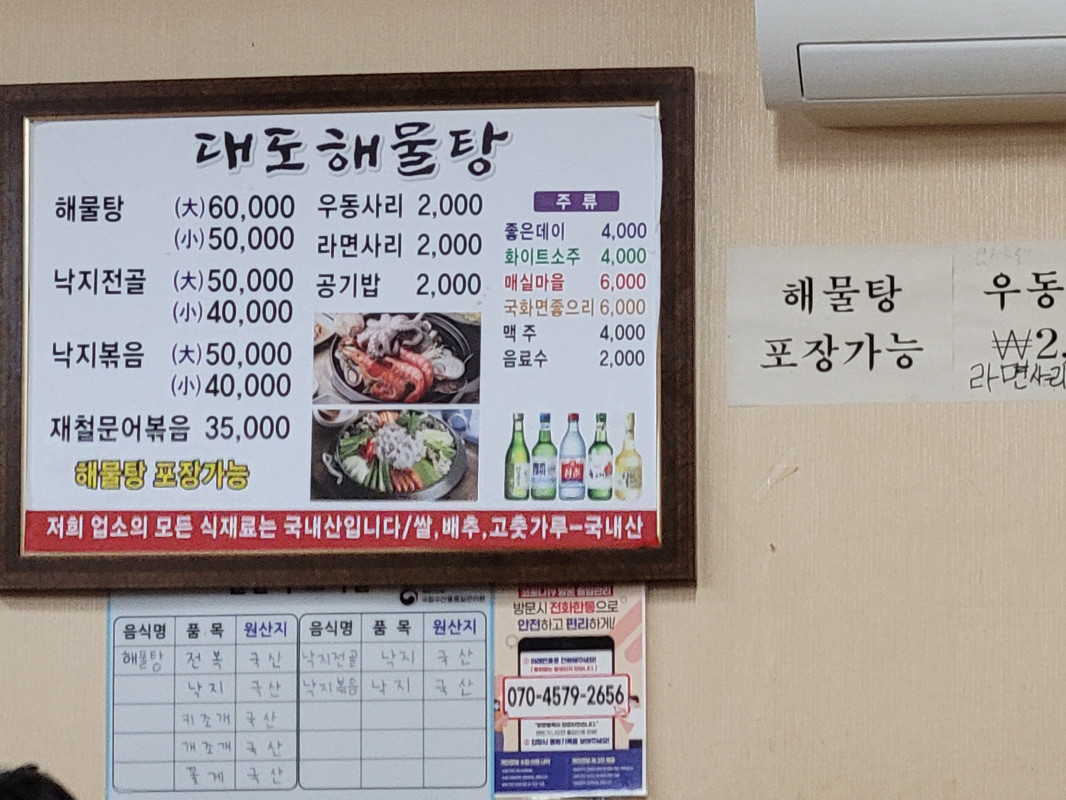 대도해물탕
해물탕 (大)60,000
(小)50,000
낙지전골 (大)50,000
(小)40,000
낙지볶음 (大)50,000
(小)40,000
재철문어볶음 35,000
해물탕 포장가능
우동사리 2,000
라면사리 2,000
공기밥 2,000
주 류
좋은데이 4,000
화이트소주 4,000
매실마을 6,000
국화면좋으리 6,000
맥 주 4,000
음료수 2,000
저희 업소의 모든 식재료는 국내산입니다/쌀,배추,고춧가루-국내산
해물탕
포장가능
우동
₩2,
라면사리
음식명 품 목 원산지 음식명 품 목 원산지
해물탕 전 복 국 산 낙지전골 낙지 국 산
낙 지 국 산 낙지볶음 낙 지 국 산
키조개 국 산
개조개 국 산
꽃 게 국 산
방문시 전화한통으로
안전하고 편리하게!
070-4579-2656